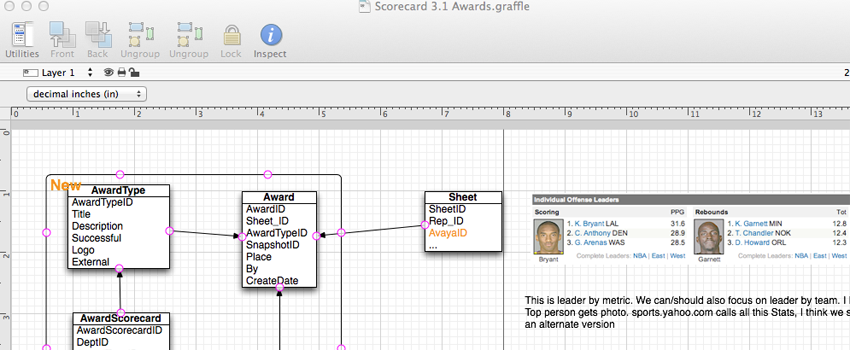 Scorecard 3.1 Awards.graffle
Utilities Front Back Ungroup Ungroup Lock Inspect
Layer 1
2
decimal inches (in)
0 1 2 3 4 5 6 7 8 9 10 11 12 13
0
1
2
3
New
AwardType
AwardTypeID
Title
Description
Successful
Logo
External
AwardScorecard
AwardScorecardID
DeptID
Award
AwardID
Sheet_ID
AwardTypeID
SnapshotID
Place
By
CreateDate
Sheet
SheetID
Rep_ID
AvayaID
...
Individual Offense Leaders
Scoring PPG
1. K. Bryant LAL 31.6
2. C. Anthony DEN 28.9
3. G. Arenas WAS 28.5
Bryant
Complete Leaders: NBA | East | West
Rebounds Tot
1. K. Garnett MIN 12.8
2. T. Chandler NOK 12.4
3. D. Howard ORL 12.3
Garnett
Complete Leaders: NBA | East | West
This is leader by metric. We can/should also focus on leader by team. I
Top person gets photo. sports.yahoo.com calls all this Stats, I think we s
an alternate version